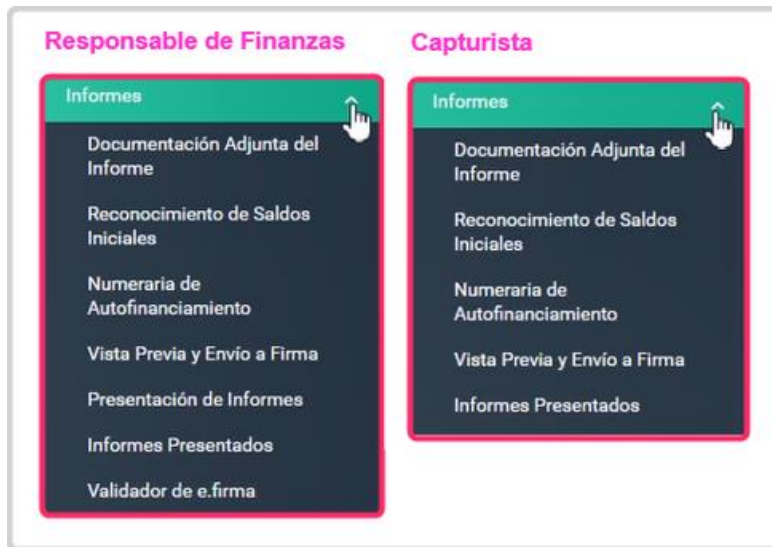 Responsable de Finanzas
Informes
Documentación Adjunta del
Informe
Reconocimiento de Saldos
Iniciales
Numeraria de
Autofinanciamiento
Vista Previa y Envío a Firma
Presentación de Informes
Informes Presentados
Validador de e.firma
Capturista
Informes
Documentación Adjunta del
Informe
Reconocimiento de Saldos
Iniciales
Numeraria de
Autofinanciamiento
Vista Previa y Envío a Firma
Informes Presentados